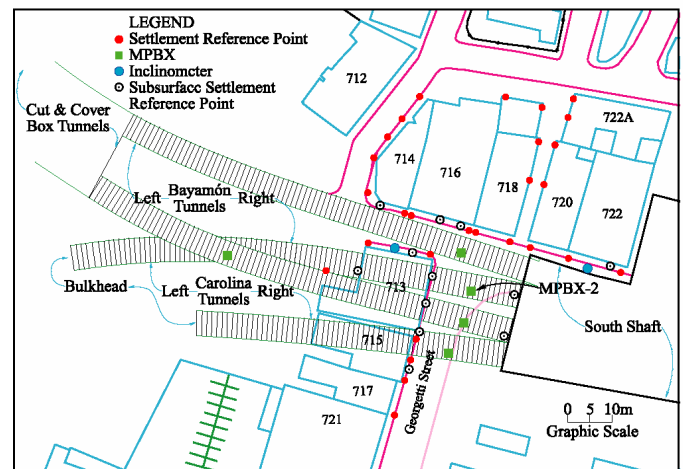 LEGEND
Settlement Reference Point
MPBX
Inclinomcter
Subsurfacc Settlement
Reference Point
712
722A
Cut & Cover
Box Tunnels
714
716
718
720
722
Left Bayamón Right
Tunnels
Bulkhead
Left Carolina Right
Tunnels
713
MPBX-2
South Shaft
715
717
721
Georgetti Street
0 5 10m
Graphic Scale